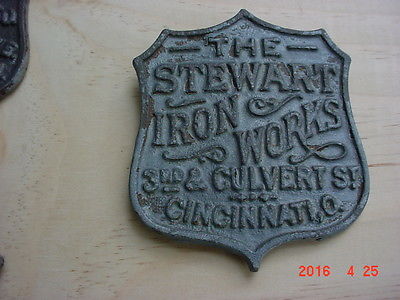 THE
STEWART
IRON
WORKS
3RD & CULVERT ST.
CINCINNATI, O.
2016 4 25